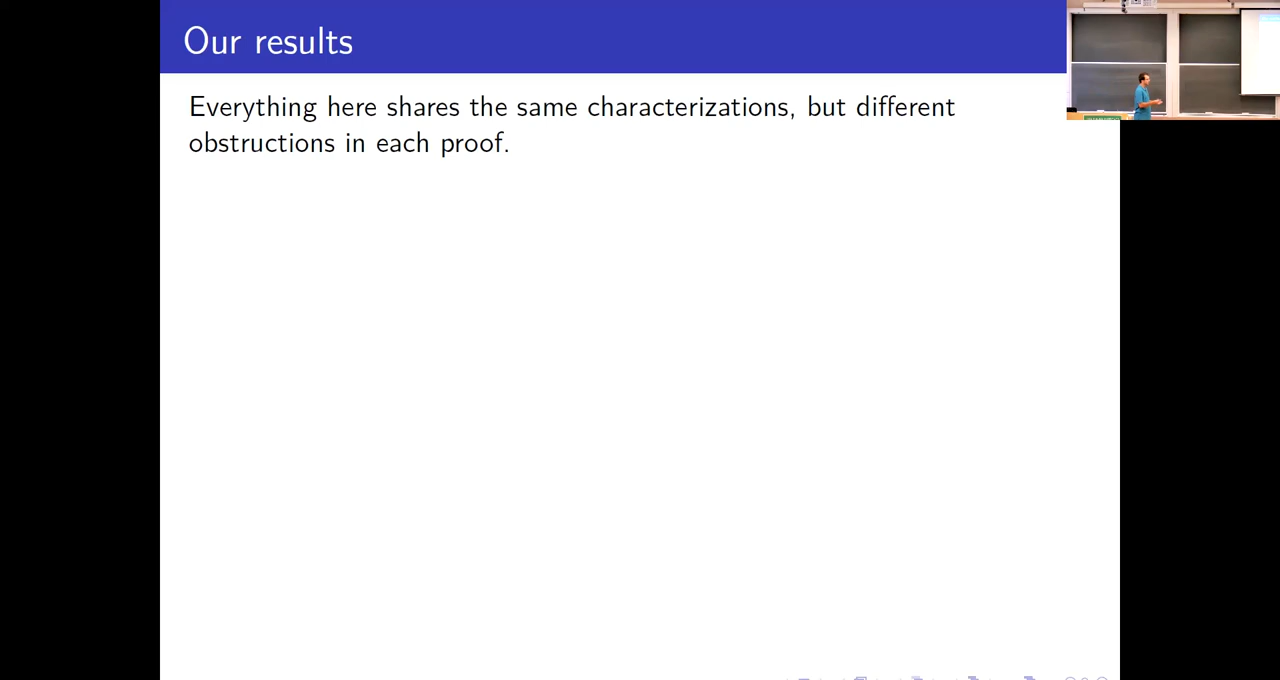 Our results
Everything here shares the same characterizations, but different
obstructions in each proof.